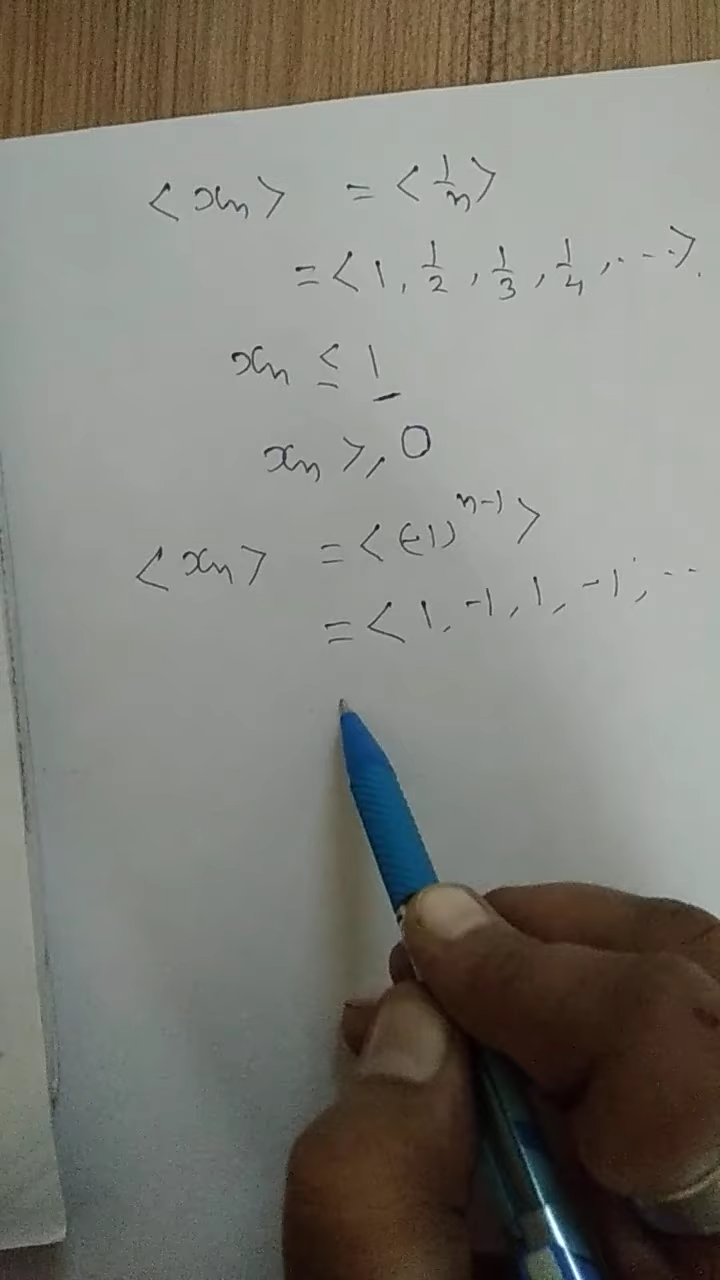 <xₙ> = <1/n>
= <1, 1/2, 1/3, 1/4, ...>.
xₙ ≤ 1
xₙ ≥ 0
<xₙ> = <(-1)ⁿ⁻¹>
= <1, -1, 1, -1, ..